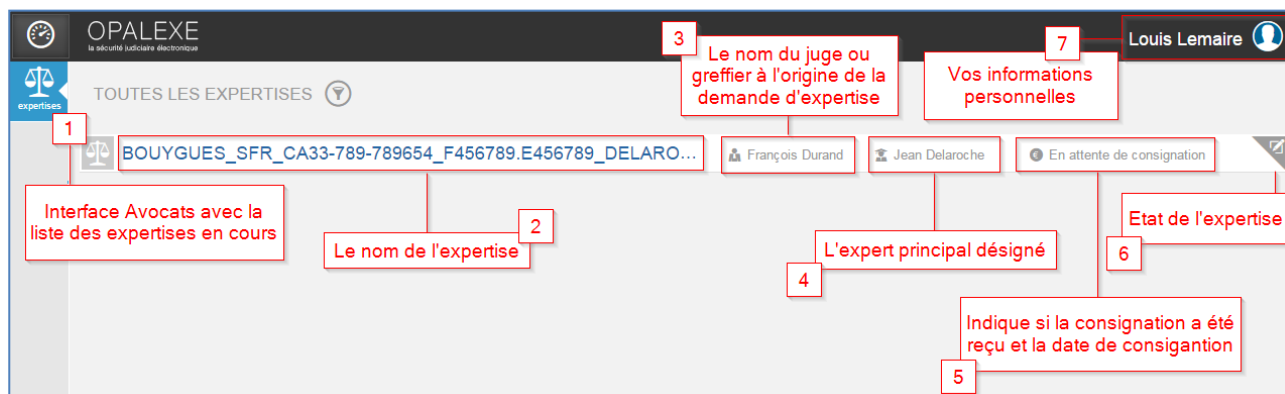 OPALEXE
la sécurité judiciaire électronique
Louis Lemaire
7
expertises
TOUTES LES EXPERTISES
3
Le nom du juge ou
greffier à l'origine de la
demande d'expertise
Vos informations
personnelles
1
BOUYGUES_SFR_CA33-789-789654_F456789.E456789_DELARO...
François Durand
Jean Delaroche
En attente de consignation
Interface Avocats avec la
liste des expertises en cours
2
Le nom de l'expertise
4
L'expert principal désigné
Etat de l'expertise
6
Indique si la consignation a été
reçu et la date de consigantion
5